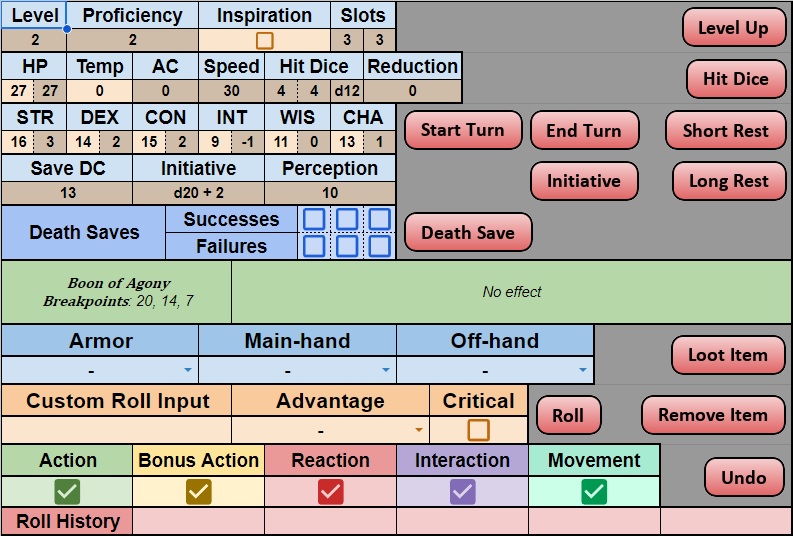 Level Proficiency Inspiration Slots Level Up
2 2 3 3
HP Temp AC Speed Hit Dice Reduction Hit Dice
27 27 0 0 30 4 4 d12 0
STR DEX CON INT WIS CHA Start Turn End Turn Short Rest
16 3 14 2 15 2 9 -1 11 0 13 1
Save DC Initiative Perception Initiative Long Rest
13 d20 + 2 10
Death Saves Successes Death Save
Failures
Boon of Agony No effect
Breakpoints: 20, 14, 7
Armor Main-hand Off-hand Loot Item
- - -
Custom Roll Input Advantage Critical Roll Remove Item
-
Action Bonus Action Reaction Interaction Movement Undo
Roll History